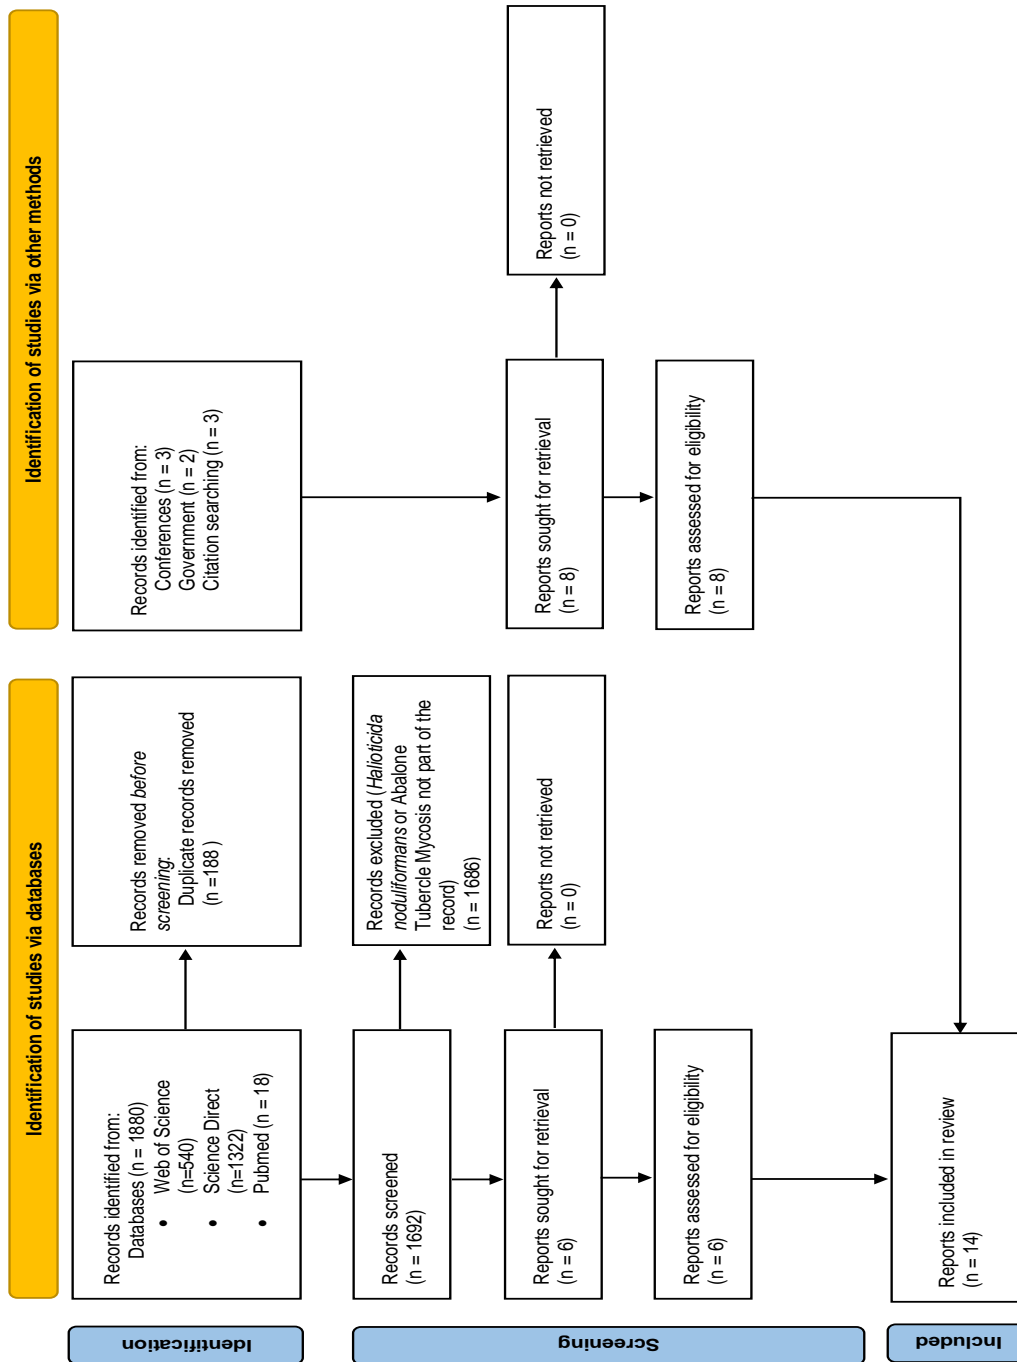 Identification of studies via databases
Identification of studies via other methods
Identification
Records identified from:
Databases (n = 1880)
• Web of Science
(n=540)
• Science Direct
(n=1322)
• Pubmed (n = 18)
Records removed before
screening:
Duplicate records removed
(n =188 )
Records identified from:
Conferences (n = 3)
Government (n = 2)
Citation searching (n = 3)
Screening
Records screened
(n = 1692)
Records excluded (Halioticida
noduliformans or Abalone
Tubercle Mycosis not part of the
record)
(n = 1686)
Reports sought for retrieval
(n = 6)
Reports not retrieved
(n = 0)
Reports sought for retrieval
(n = 8)
Reports not retrieved
(n = 0)
Reports assessed for eligibility
(n = 6)
Reports assessed for eligibility
(n = 8)
Included
Reports included in review
(n = 14)